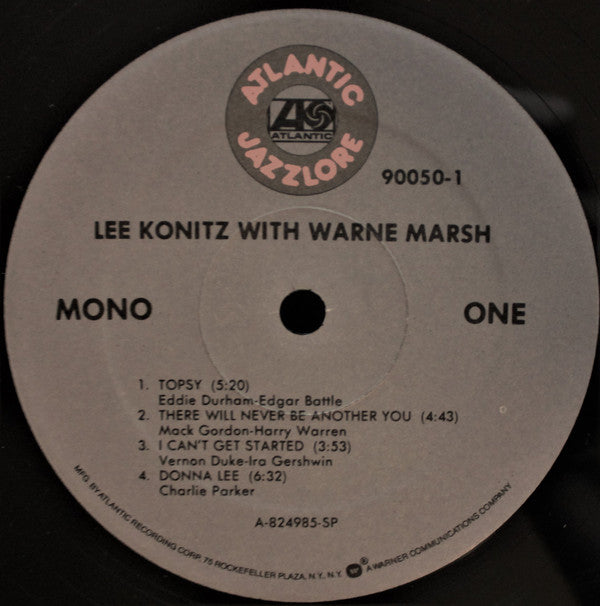 ATLANTIC
ATLANTIC
JAZZLORE
90050-1
LEE KONITZ WITH WARNE MARSH
MONO
ONE
1. TOPSY (5:20)
Eddie Durham-Edgar Battle
2. THERE WILL NEVER BE ANOTHER YOU (4:43)
Mack Gordon-Harry Warren
3. I CAN'T GET STARTED (3:53)
Vernon Duke-Ira Gershwin
4. DONNA LEE (6:32)
Charlie Parker
A-824985-SP
MFG. BY ATLANTIC RECORDING CORP. 75 ROCKEFELLER PLAZA, N.Y., N.Y. ® A WARNER COMMUNICATIONS COMPANY